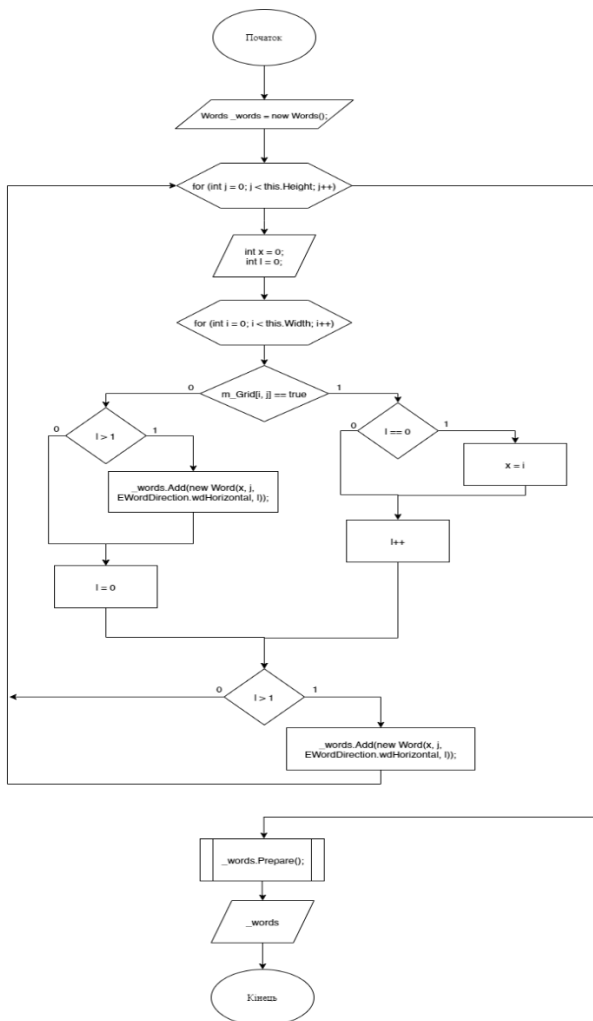 Початок
Words _words = new Words();
for (int j = 0; j < this.Height; j++)
int x = 0;
int l = 0;
for (int i = 0; i < this.Width; i++)
0
m_Grid[i, j] == true
1
0
l > 1
1
0
l == 0
1
_words.Add(new Word(x, j,
EWordDirection.wdHorizontal, l));
x = i
l++
l = 0
0
l > 1
1
_words.Add(new Word(x, j,
EWordDirection.wdHorizontal, l));
_words.Prepare();
_words
Кінець